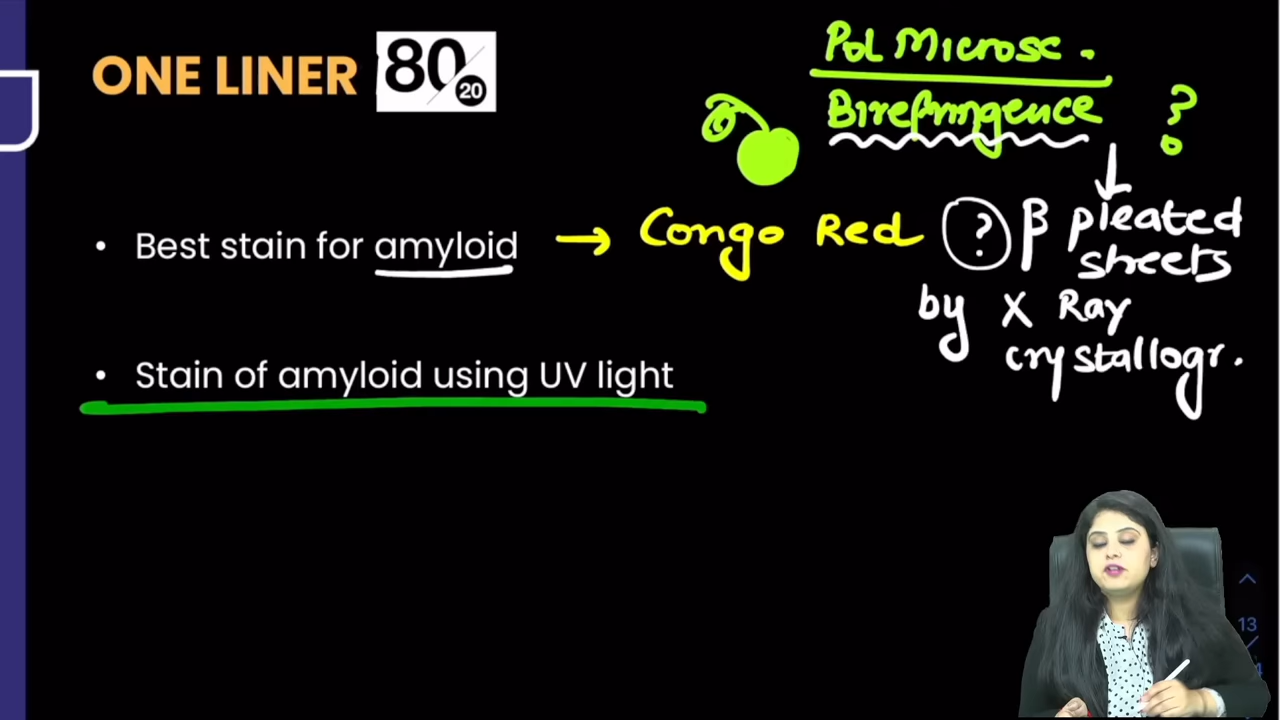 ONE LINER 80/20
Pol Microsc.
Birefringence ?
• Best stain for amyloid → Congo Red ? β pleated
sheets
by X Ray
crystallogr.
• Stain of amyloid using UV light
13